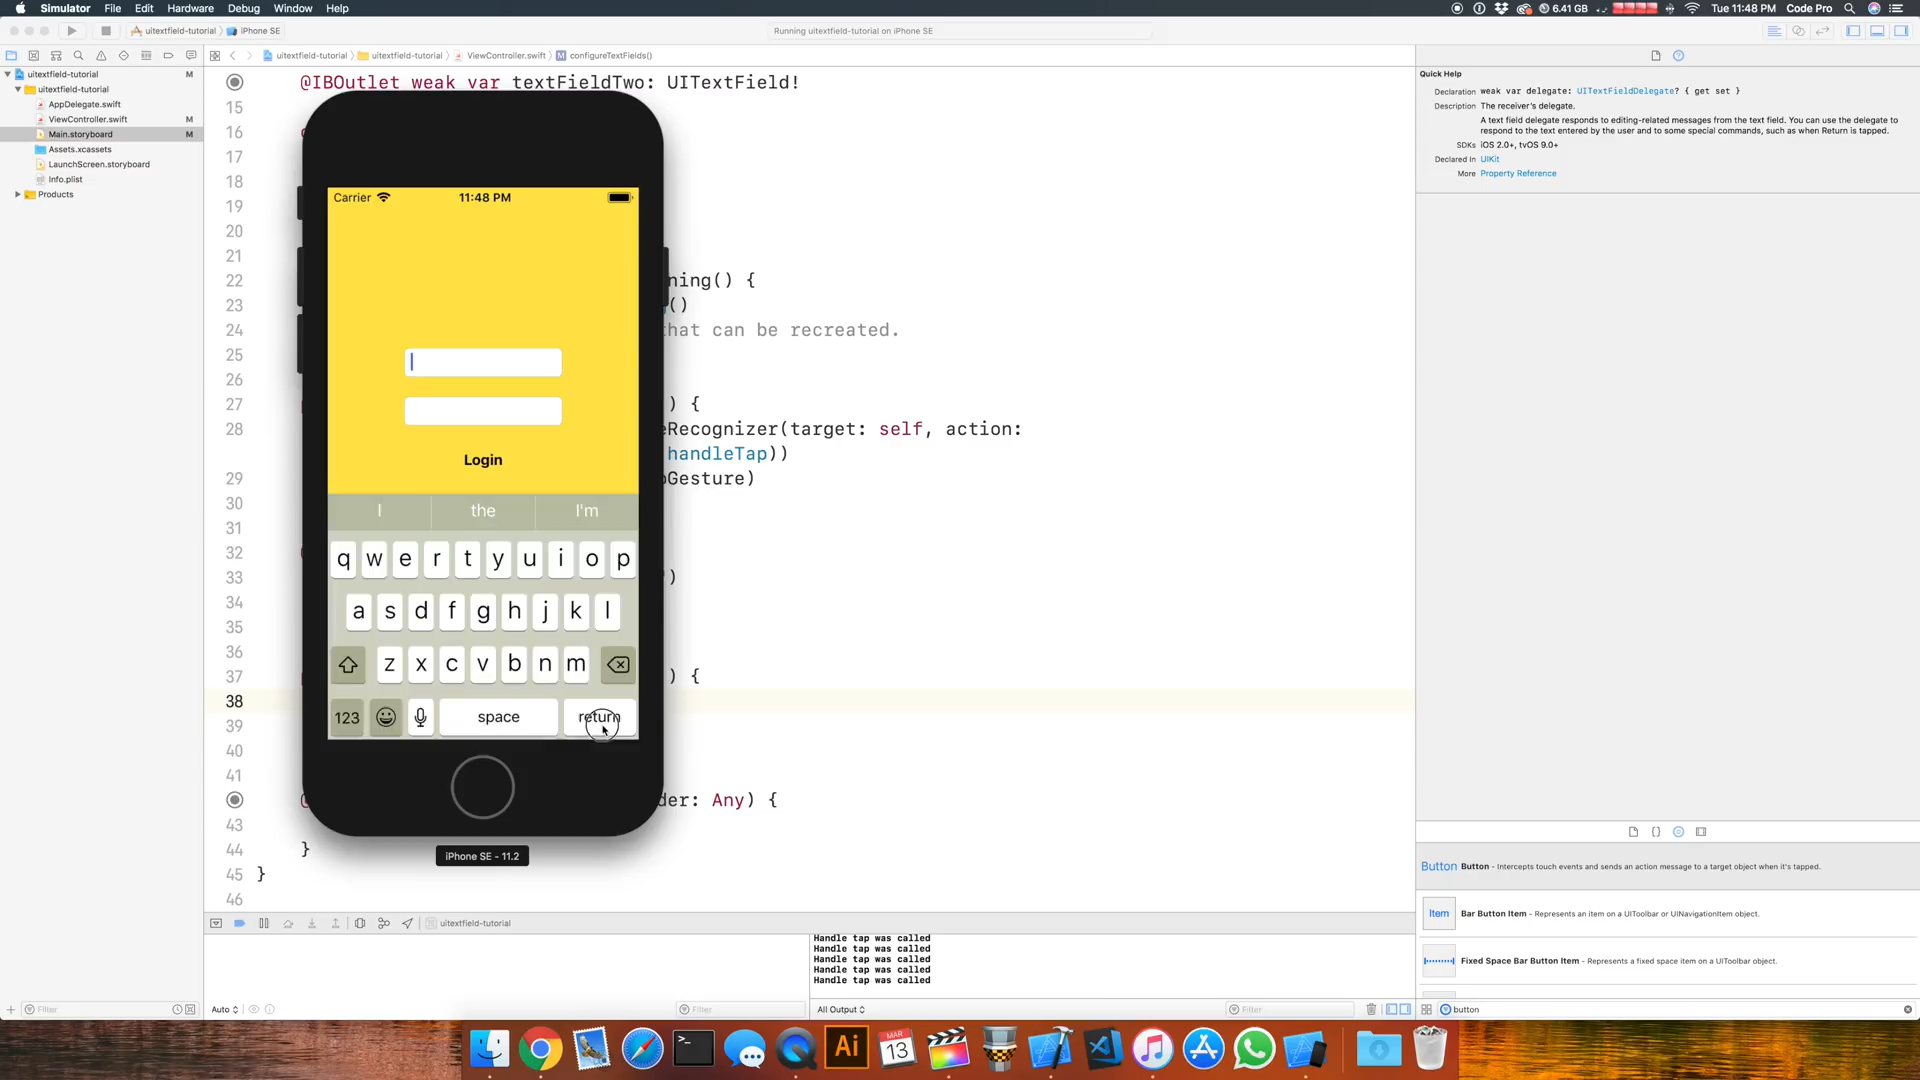 Simulator File Edit Hardware Debug Window Help
6.41 GB Tue 11:48 PM Code Pro
uitextfield-tutorial iPhone SE
Running uitextfield-tutorial on iPhone SE
uitextfield-tutorial uitextfield-tutorial ViewController.swift M configureTextFields()
uitextfield-tutorial M
uitextfield-tutorial
AppDelegate.swift
ViewController.swift M
Main.storyboard M
Assets.xcassets
LaunchScreen.storyboard
Info.plist
Products
@IBOutlet weak var textFieldTwo: UITextField!
15
16
17
18
19
20
21
22 ning() {
23 ()
24 hat can be recreated.
25
26
27 ) {
28 eRecognizer(target: self, action:
handleTap))
29 Gesture)
30
31
32
33 )
34
35
36
37 ) {
38
39
40
41
der: Any) {
43
44 }
45 }
46
Carrier 11:48 PM
Login
I the I'm
q w e r t y u i o p
a s d f g h j k l
z x c v b n m
123 space return
iPhone SE - 11.2
uitextfield-tutorial
Handle tap was called
Handle tap was called
Handle tap was called
Handle tap was called
Handle tap was called
Filter
Auto
Filter
All Output
Filter
Quick Help
Declaration weak var delegate: UITextFieldDelegate? { get set }
Description The receiver's delegate.
A text field delegate responds to editing-related messages from the text field. You can use the delegate to
respond to the text entered by the user and to some special commands, such as when Return is tapped.
SDKs iOS 2.0+, tvOS 9.0+
Declared In UIKit
More Property Reference
Button Button - Intercepts touch events and sends an action message to a target object when it's tapped.
Item Bar Button Item - Represents an item on a UIToolbar or UINavigationItem object.
Fixed Space Bar Button Item - Represents a fixed space item on a UIToolbar object.
button
Ai
MAR
13